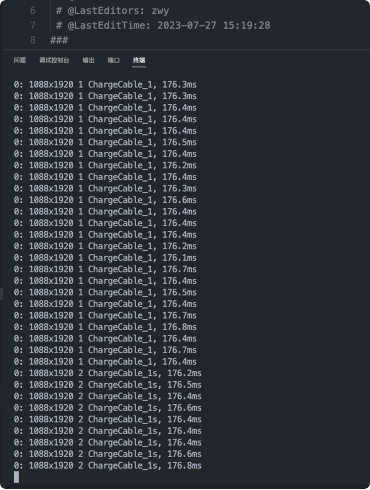 6 # @LastEditors: zwy
7 # @LastEditTime: 2023-07-27 15:19:28
8 ###
问题 调试控制台 输出 端口 终端
0: 1088x1920 1 ChargeCable_1, 176.3ms
0: 1088x1920 1 ChargeCable_1, 176.3ms
0: 1088x1920 1 ChargeCable_1, 176.4ms
0: 1088x1920 1 ChargeCable_1, 176.4ms
0: 1088x1920 1 ChargeCable_1, 176.4ms
0: 1088x1920 1 ChargeCable_1, 176.5ms
0: 1088x1920 1 ChargeCable_1, 176.4ms
0: 1088x1920 1 ChargeCable_1, 176.2ms
0: 1088x1920 1 ChargeCable_1, 176.4ms
0: 1088x1920 1 ChargeCable_1, 176.3ms
0: 1088x1920 1 ChargeCable_1, 176.6ms
0: 1088x1920 1 ChargeCable_1, 176.4ms
0: 1088x1920 1 ChargeCable_1, 176.4ms
0: 1088x1920 1 ChargeCable_1, 176.4ms
0: 1088x1920 1 ChargeCable_1, 176.2ms
0: 1088x1920 1 ChargeCable_1, 176.1ms
0: 1088x1920 1 ChargeCable_1, 176.7ms
0: 1088x1920 1 ChargeCable_1, 176.4ms
0: 1088x1920 1 ChargeCable_1, 176.5ms
0: 1088x1920 1 ChargeCable_1, 176.4ms
0: 1088x1920 1 ChargeCable_1, 176.7ms
0: 1088x1920 1 ChargeCable_1, 176.8ms
0: 1088x1920 1 ChargeCable_1, 176.4ms
0: 1088x1920 1 ChargeCable_1, 176.7ms
0: 1088x1920 1 ChargeCable_1, 176.4ms
0: 1088x1920 2 ChargeCable_1s, 176.2ms
0: 1088x1920 2 ChargeCable_1s, 176.5ms
0: 1088x1920 2 ChargeCable_1s, 176.4ms
0: 1088x1920 2 ChargeCable_1s, 176.6ms
0: 1088x1920 2 ChargeCable_1s, 176.4ms
0: 1088x1920 2 ChargeCable_1s, 176.4ms
0: 1088x1920 2 ChargeCable_1s, 176.4ms
0: 1088x1920 2 ChargeCable_1s, 176.6ms
0: 1088x1920 2 ChargeCable_1s, 176.8ms